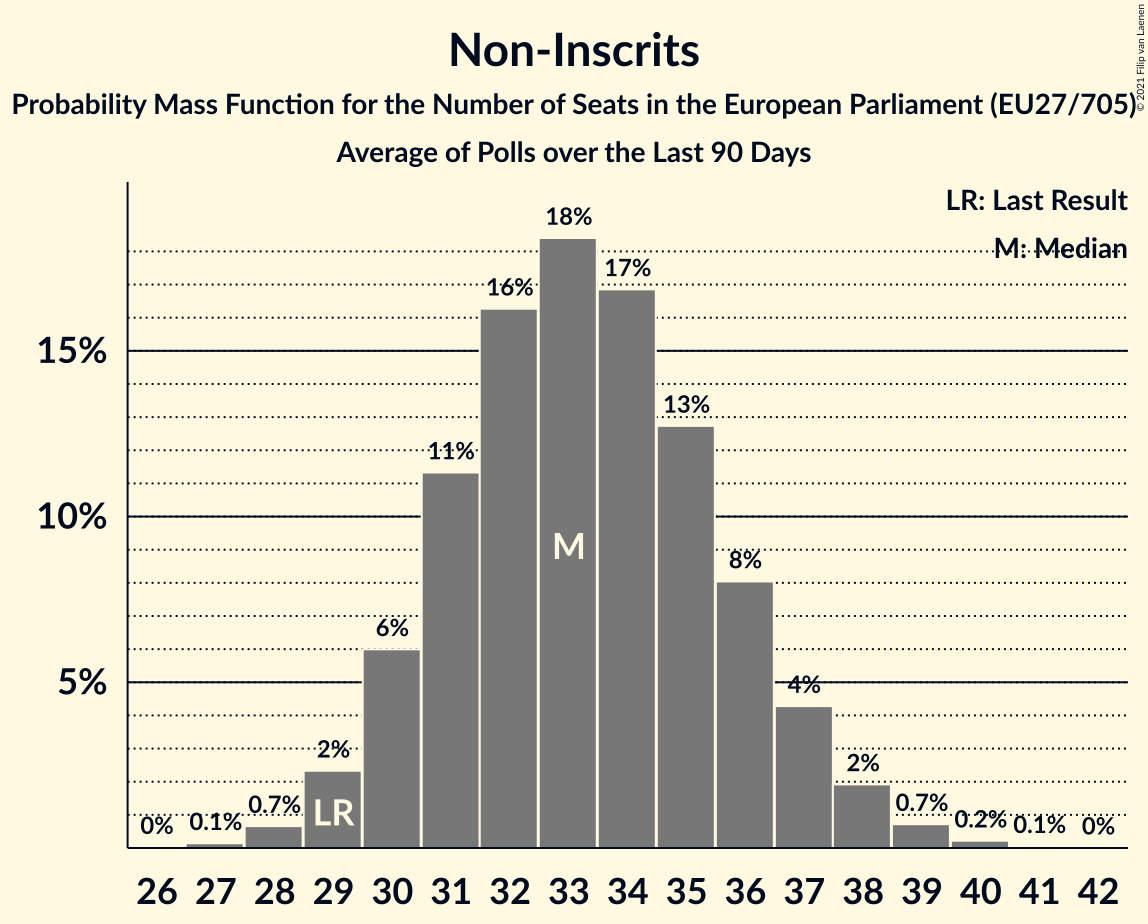 Non-Inscrits
Probability Mass Function for the Number of Seats in the European Parliament (EU27/705)
Average of Polls over the Last 90 Days
© 2021 Filip van Laenen
LR: Last Result
M: Median
18%
17%
16%
15%
13%
11%
10%
M
8%
6%
5%
4%
2%
2%
0.7%
LR
0.7%
0%
0.1%
0.2%
0.1%
0%
26 27 28 29 30 31 32 33 34 35 36 37 38 39 40 41 42